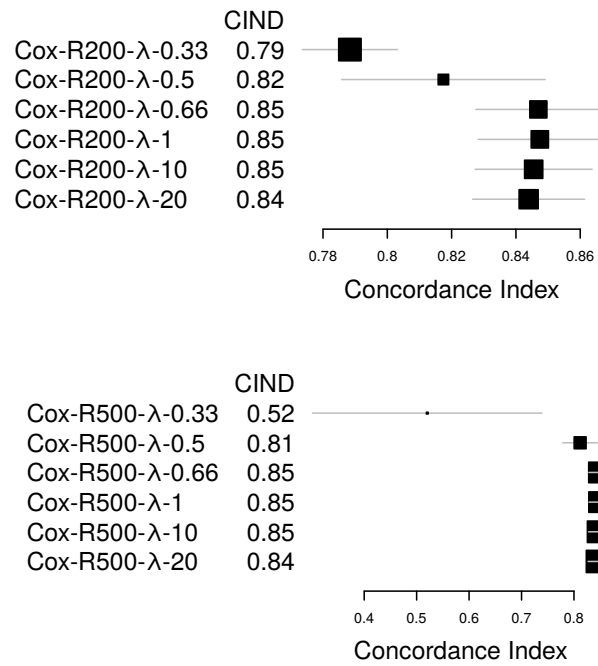 CIND
Cox-R200-λ-0.33 0.79
Cox-R200-λ-0.5 0.82
Cox-R200-λ-0.66 0.85
Cox-R200-λ-1 0.85
Cox-R200-λ-10 0.85
Cox-R200-λ-20 0.84
0.78 0.8 0.82 0.84 0.86
Concordance Index
CIND
Cox-R500-λ-0.33 0.52
Cox-R500-λ-0.5 0.81
Cox-R500-λ-0.66 0.85
Cox-R500-λ-1 0.85
Cox-R500-λ-10 0.85
Cox-R500-λ-20 0.84
0.4 0.5 0.6 0.7 0.8
Concordance Index